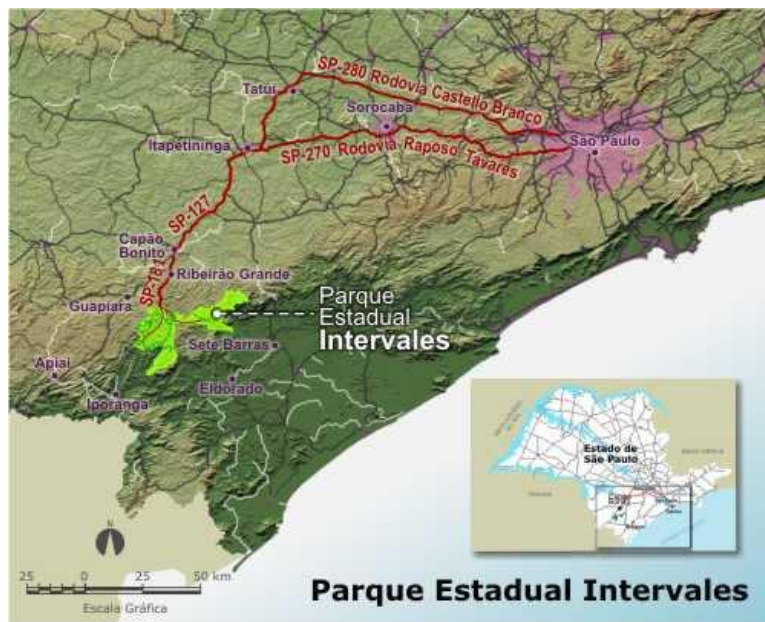 SP-280 Rodovia Castello Branco
Tatuí
Sorocaba
Itapetininga
São Paulo
SP-270 Rodovia Raposo Tavares
SP-127
Capão
Bonito
SP-181
Ribeirão Grande
Guapiara
Parque
Estadual
Intervales
Sete Barras
Apiaí
Eldorado
Iporanga
Estado de
São Paulo
N
25 0 25 50 km
Escala Gráfica
Parque Estadual Intervales